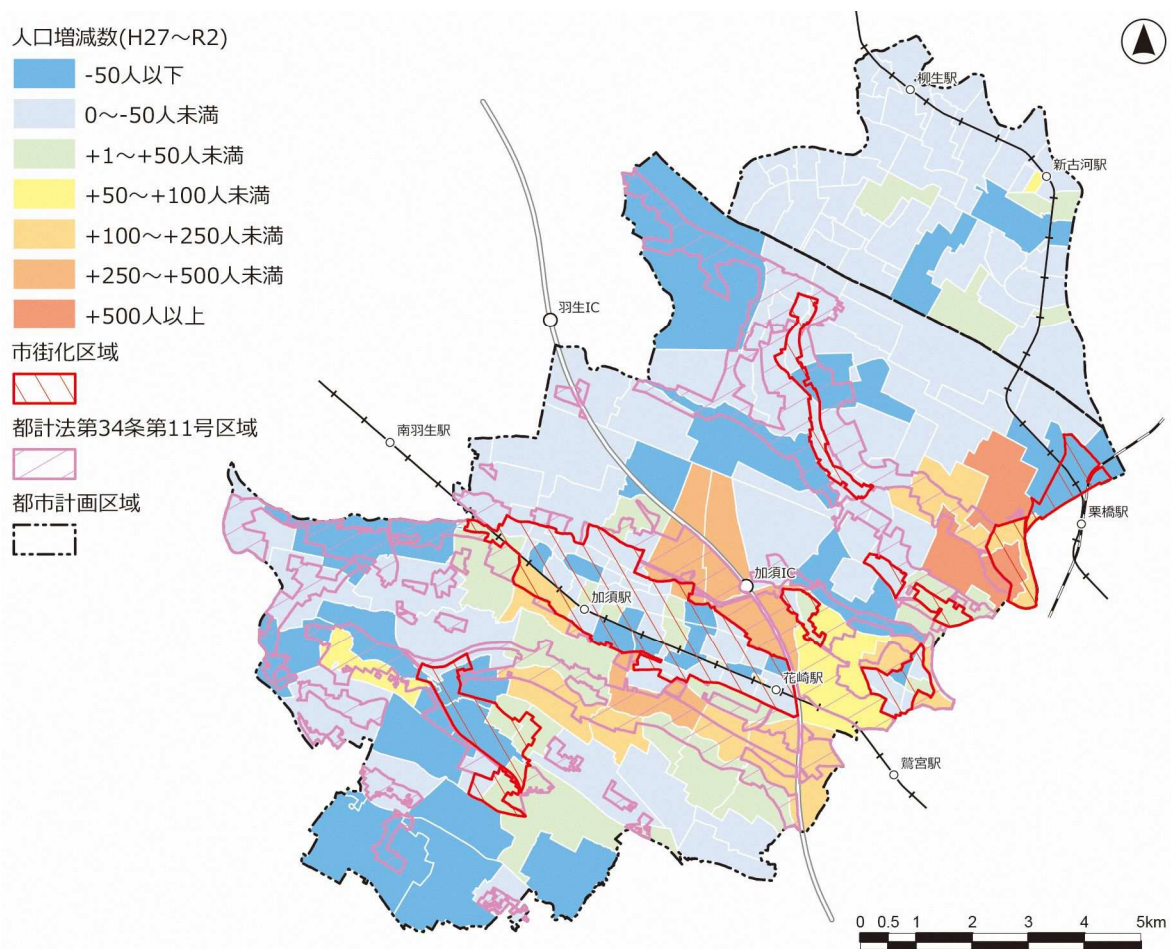 人口増減数(H27～R2)
-50人以下
0～-50人未満
+1～+50人未満
+50～+100人未満
+100～+250人未満
+250～+500人未満
+500人以上
市街化区域
都計法第34条第11号区域
都市計画区域
柳生駅
新古河駅
羽生IC
南羽生駅
栗橋駅
加須IC
加須駅
花崎駅
鷲宮駅
0 0.5 1 2 3 4 5km